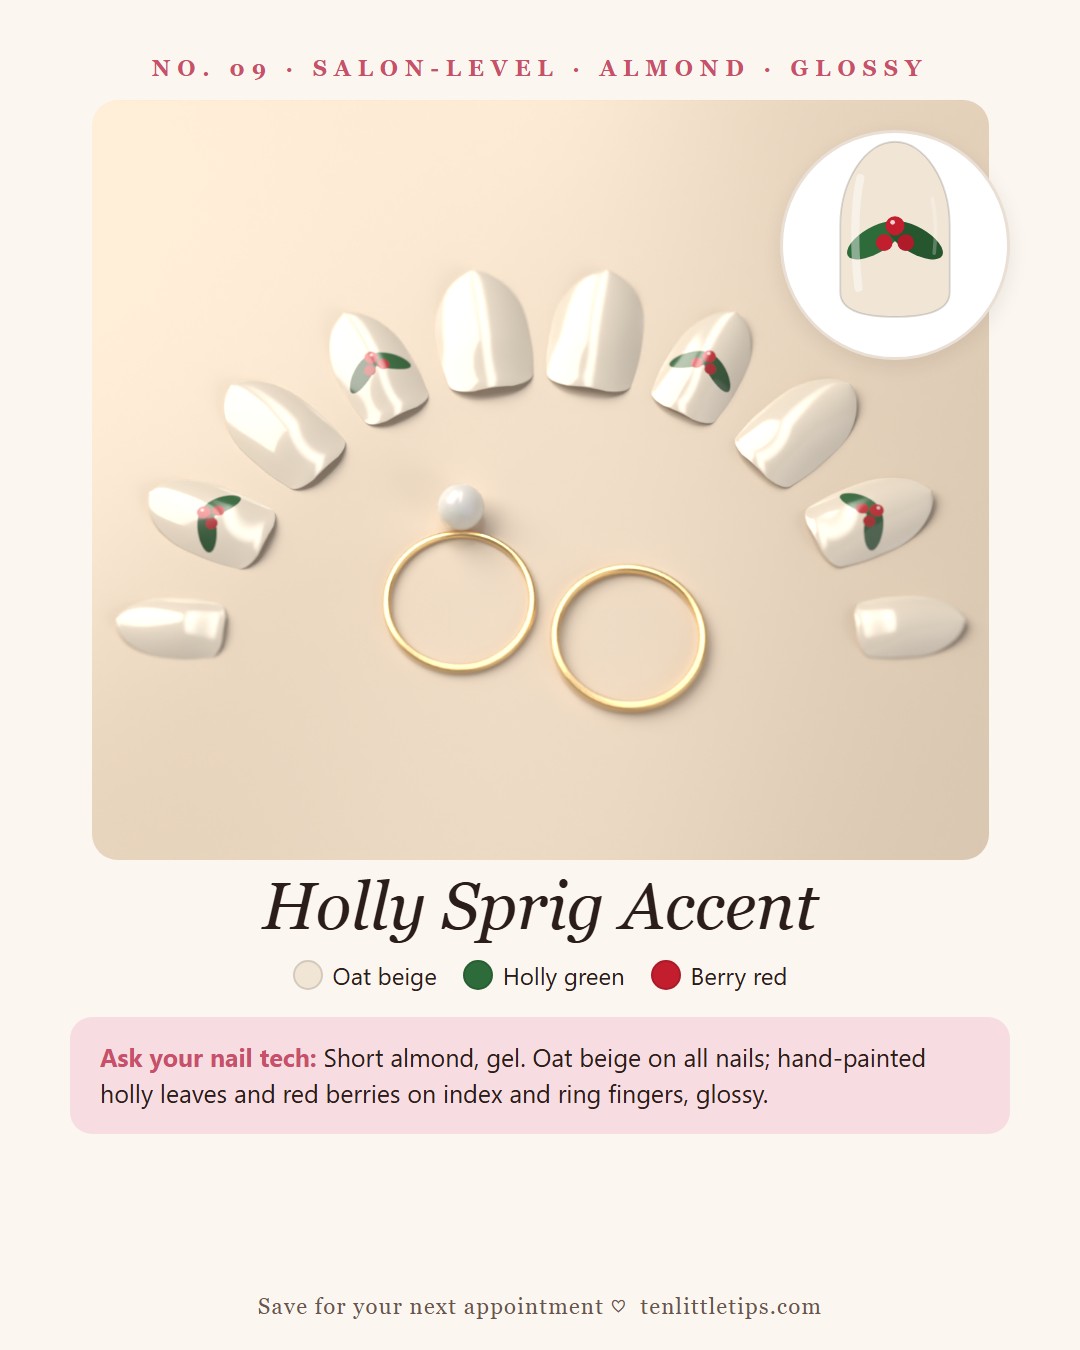 NO. 09 · SALON-LEVEL · ALMOND · GLOSSY
Holly Sprig Accent
Oat beige Holly green Berry red
Ask your nail tech: Short almond, gel. Oat beige on all nails; hand-painted
holly leaves and red berries on index and ring fingers, glossy.
Save for your next appointment ♡ tenlittletips.com